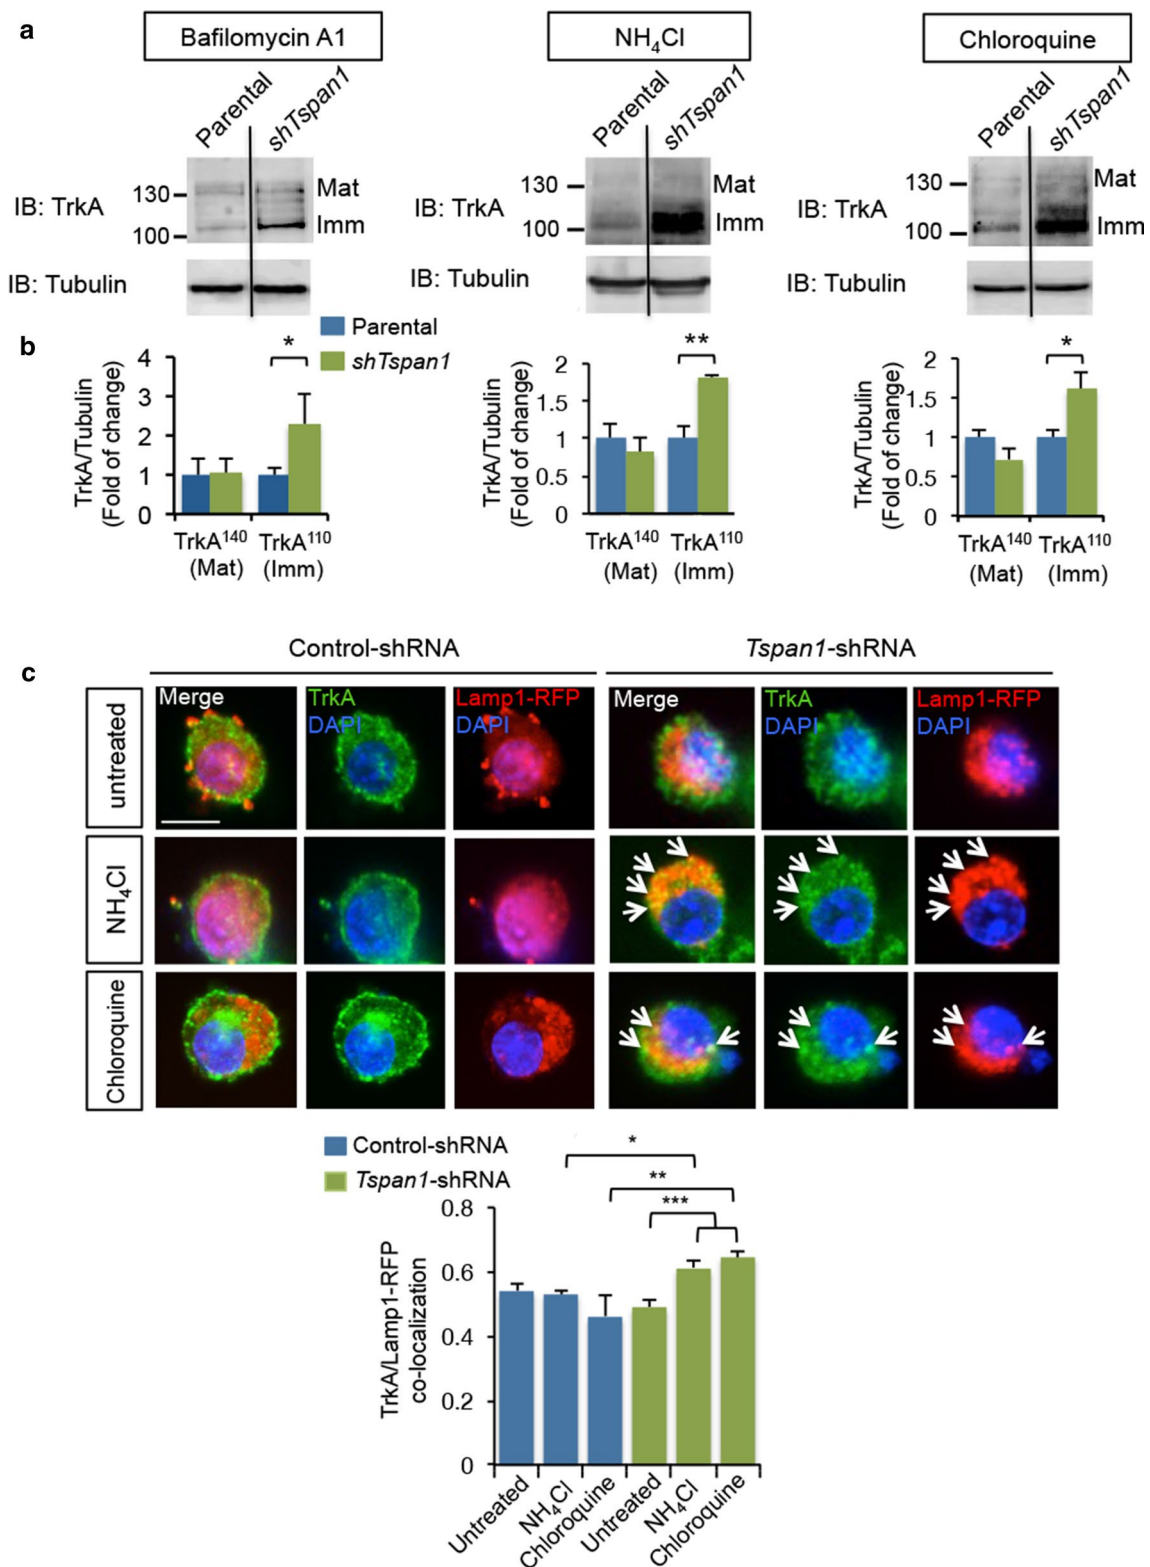 a
Bafilomycin A1
NH₄Cl
Chloroquine
Parental
shTspan1
Parental
shTspan1
Parental
shTspan1
IB: TrkA
130
100
Mat
Imm
IB: TrkA
130
100
Mat
Imm
IB: TrkA
130
100
Mat
Imm
IB: Tubulin
IB: Tubulin
IB: Tubulin
b
Parental
shTspan1
TrkA/Tubulin
(Fold of change)
4
3
2
1
0
*
TrkA¹⁴⁰
(Mat)
TrkA¹¹⁰
(Imm)
TrkA/Tubulin
(Fold of change)
2
1.5
1
0.5
0
**
TrkA¹⁴⁰
(Mat)
TrkA¹¹⁰
(Imm)
TrkA/Tubulin
(Fold of change)
2
1.5
1
0.5
0
*
TrkA¹⁴⁰
(Mat)
TrkA¹¹⁰
(Imm)
c
Control-shRNA
Tspan1-shRNA
untreated
Merge
TrkA
DAPI
Lamp1-RFP
DAPI
Merge
TrkA
DAPI
Lamp1-RFP
DAPI
NH₄Cl
Chloroquine
Control-shRNA
Tspan1-shRNA
*
**
***
TrkA/Lamp1-RFP
co-localization
0.8
0.6
0.4
0.2
0
Untreated
NH₄Cl
Chloroquine
Untreated
NH₄Cl
Chloroquine